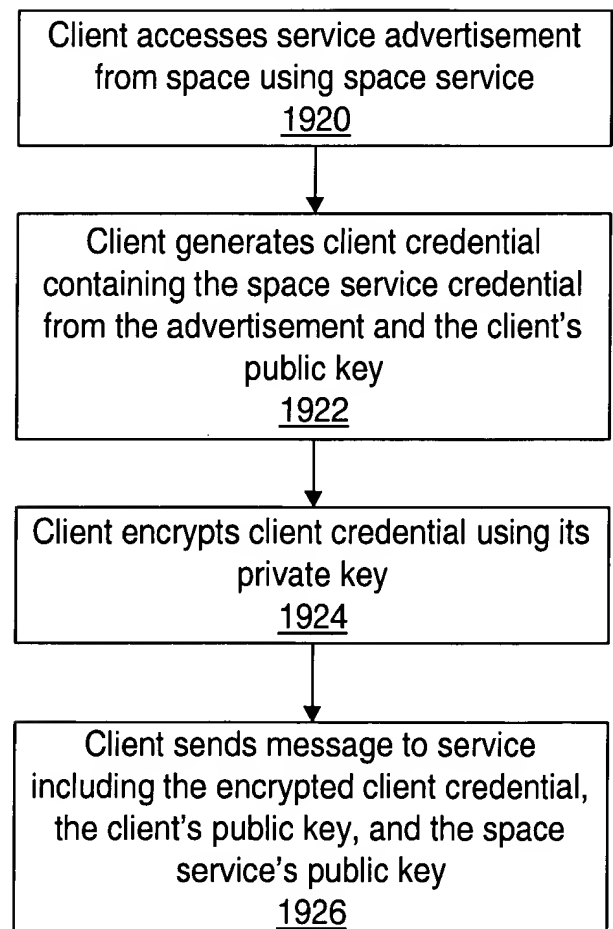 Client accesses service advertisement
from space using space service
1920
Client generates client credential
containing the space service credential
from the advertisement and the client's
public key
1922
Client encrypts client credential using its
private key
1924
Client sends message to service
including the encrypted client credential,
the client's public key, and the space
service's public key
1926